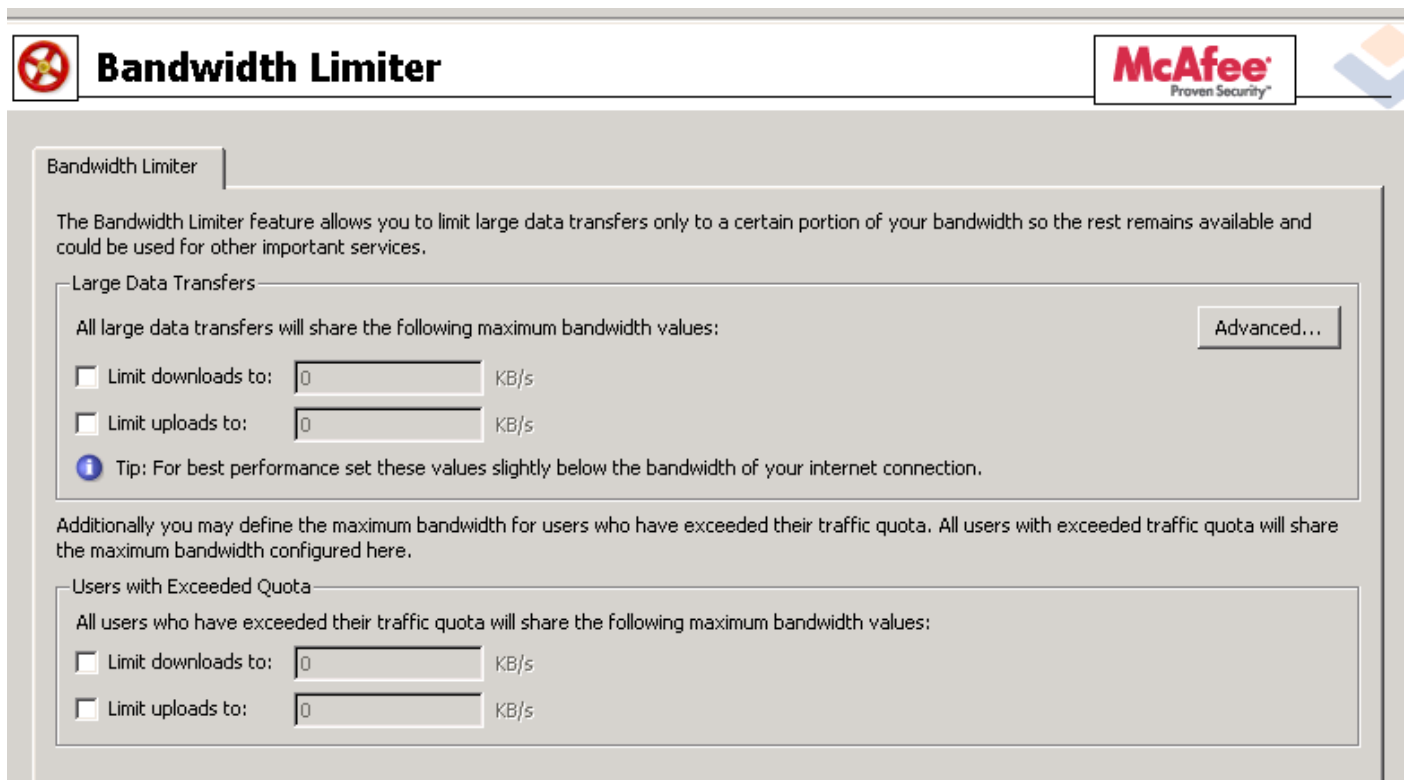 Bandwidth Limiter
McAfee®
Proven Security™
Bandwidth Limiter
The Bandwidth Limiter feature allows you to limit large data transfers only to a certain portion of your bandwidth so the rest remains available and
could be used for other important services.
Large Data Transfers
All large data transfers will share the following maximum bandwidth values:
Advanced...
Limit downloads to: 0 KB/s
Limit uploads to: 0 KB/s
Tip: For best performance set these values slightly below the bandwidth of your internet connection.
Additionally you may define the maximum bandwidth for users who have exceeded their traffic quota. All users with exceeded traffic quota will share
the maximum bandwidth configured here.
Users with Exceeded Quota
All users who have exceeded their traffic quota will share the following maximum bandwidth values:
Limit downloads to: 0 KB/s
Limit uploads to: 0 KB/s